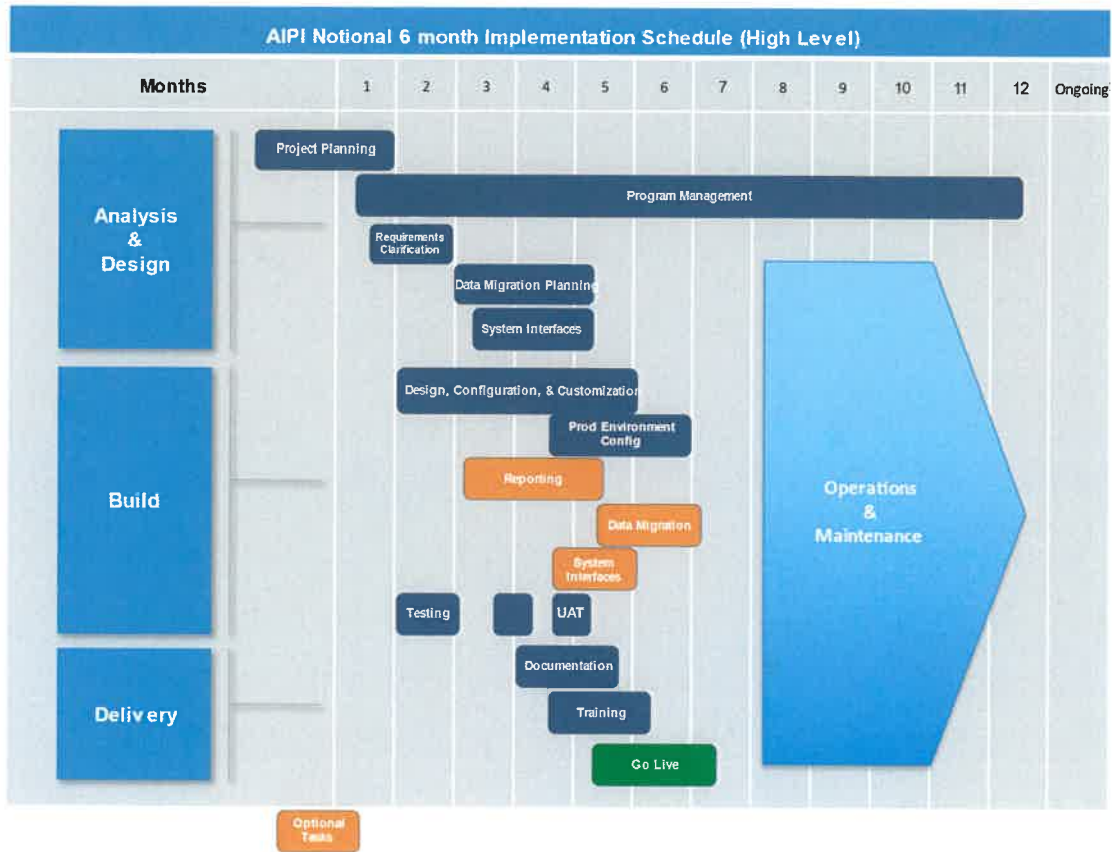 AIPI Notional 6 month Implementation Schedule (High Level)
Months 1 2 3 4 5 6 7 8 9 10 11 12 Ongoing
Analysis
&
Design
Project Planning
Program Management
Requirements
Clarification
Data Migration Planning
System Interfaces
Build
Design, Configuration, & Customization
Prod Environment
Config
Reporting
Data Migration
System
Interfaces
Testing
UAT
Delivery
Documentation
Training
Go Live
Operations
&
Maintenance
Optional
Tasks